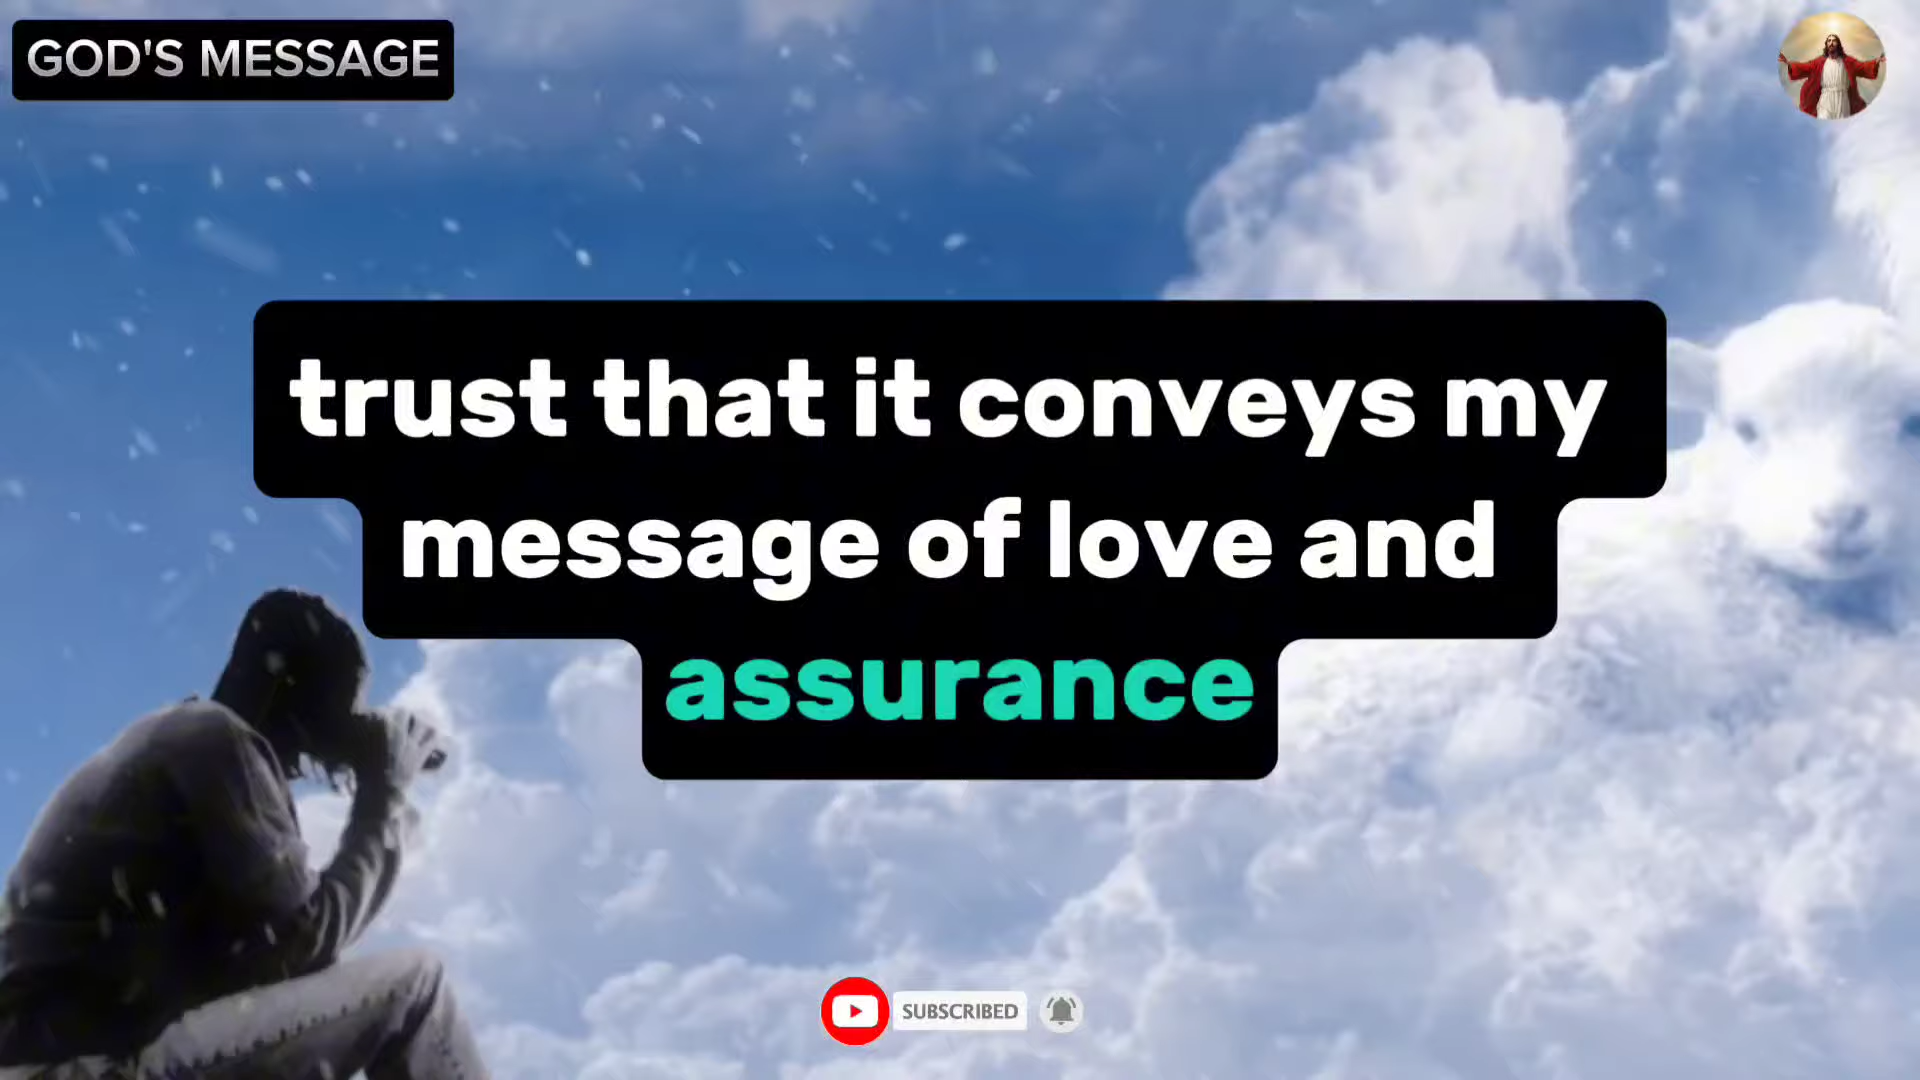 GOD'S MESSAGE
trust that it conveys my
message of love and
assurance
SUBSCRIBED